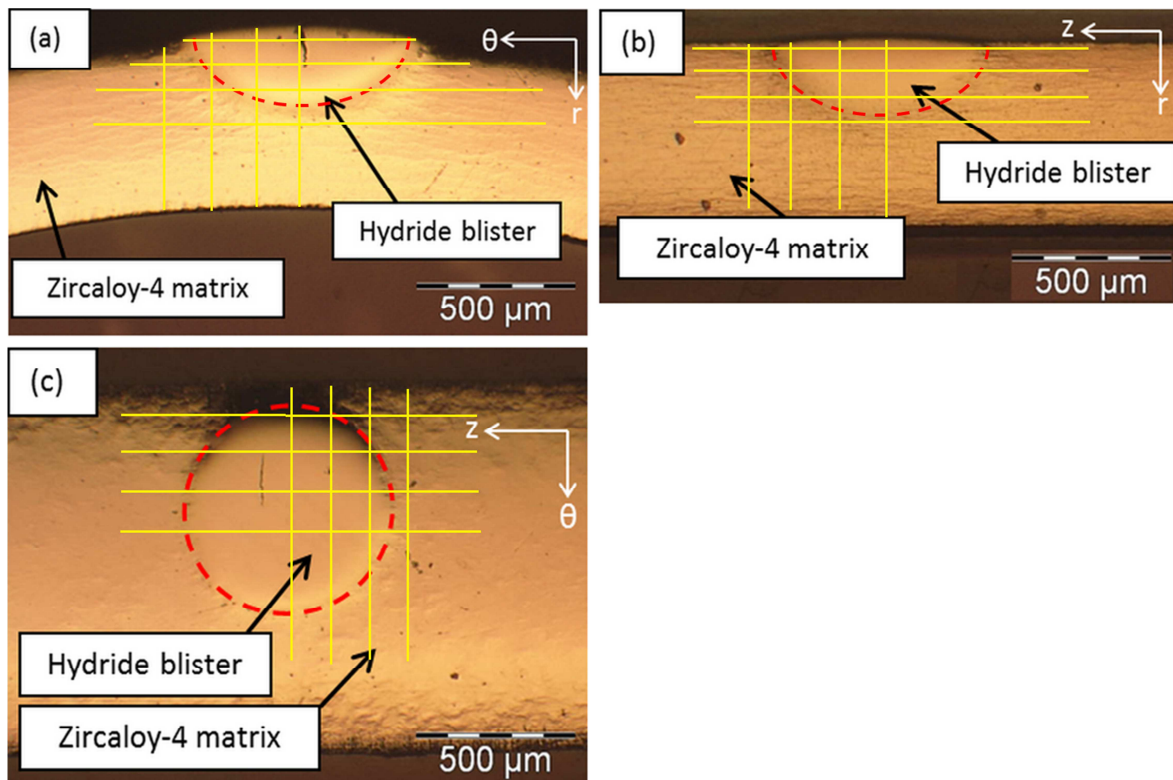 (a)
θ
r
Hydride blister
Zircaloy-4 matrix
500 µm
(b)
z
r
Hydride blister
Zircaloy-4 matrix
500 µm
(c)
z
θ
Hydride blister
Zircaloy-4 matrix
500 µm